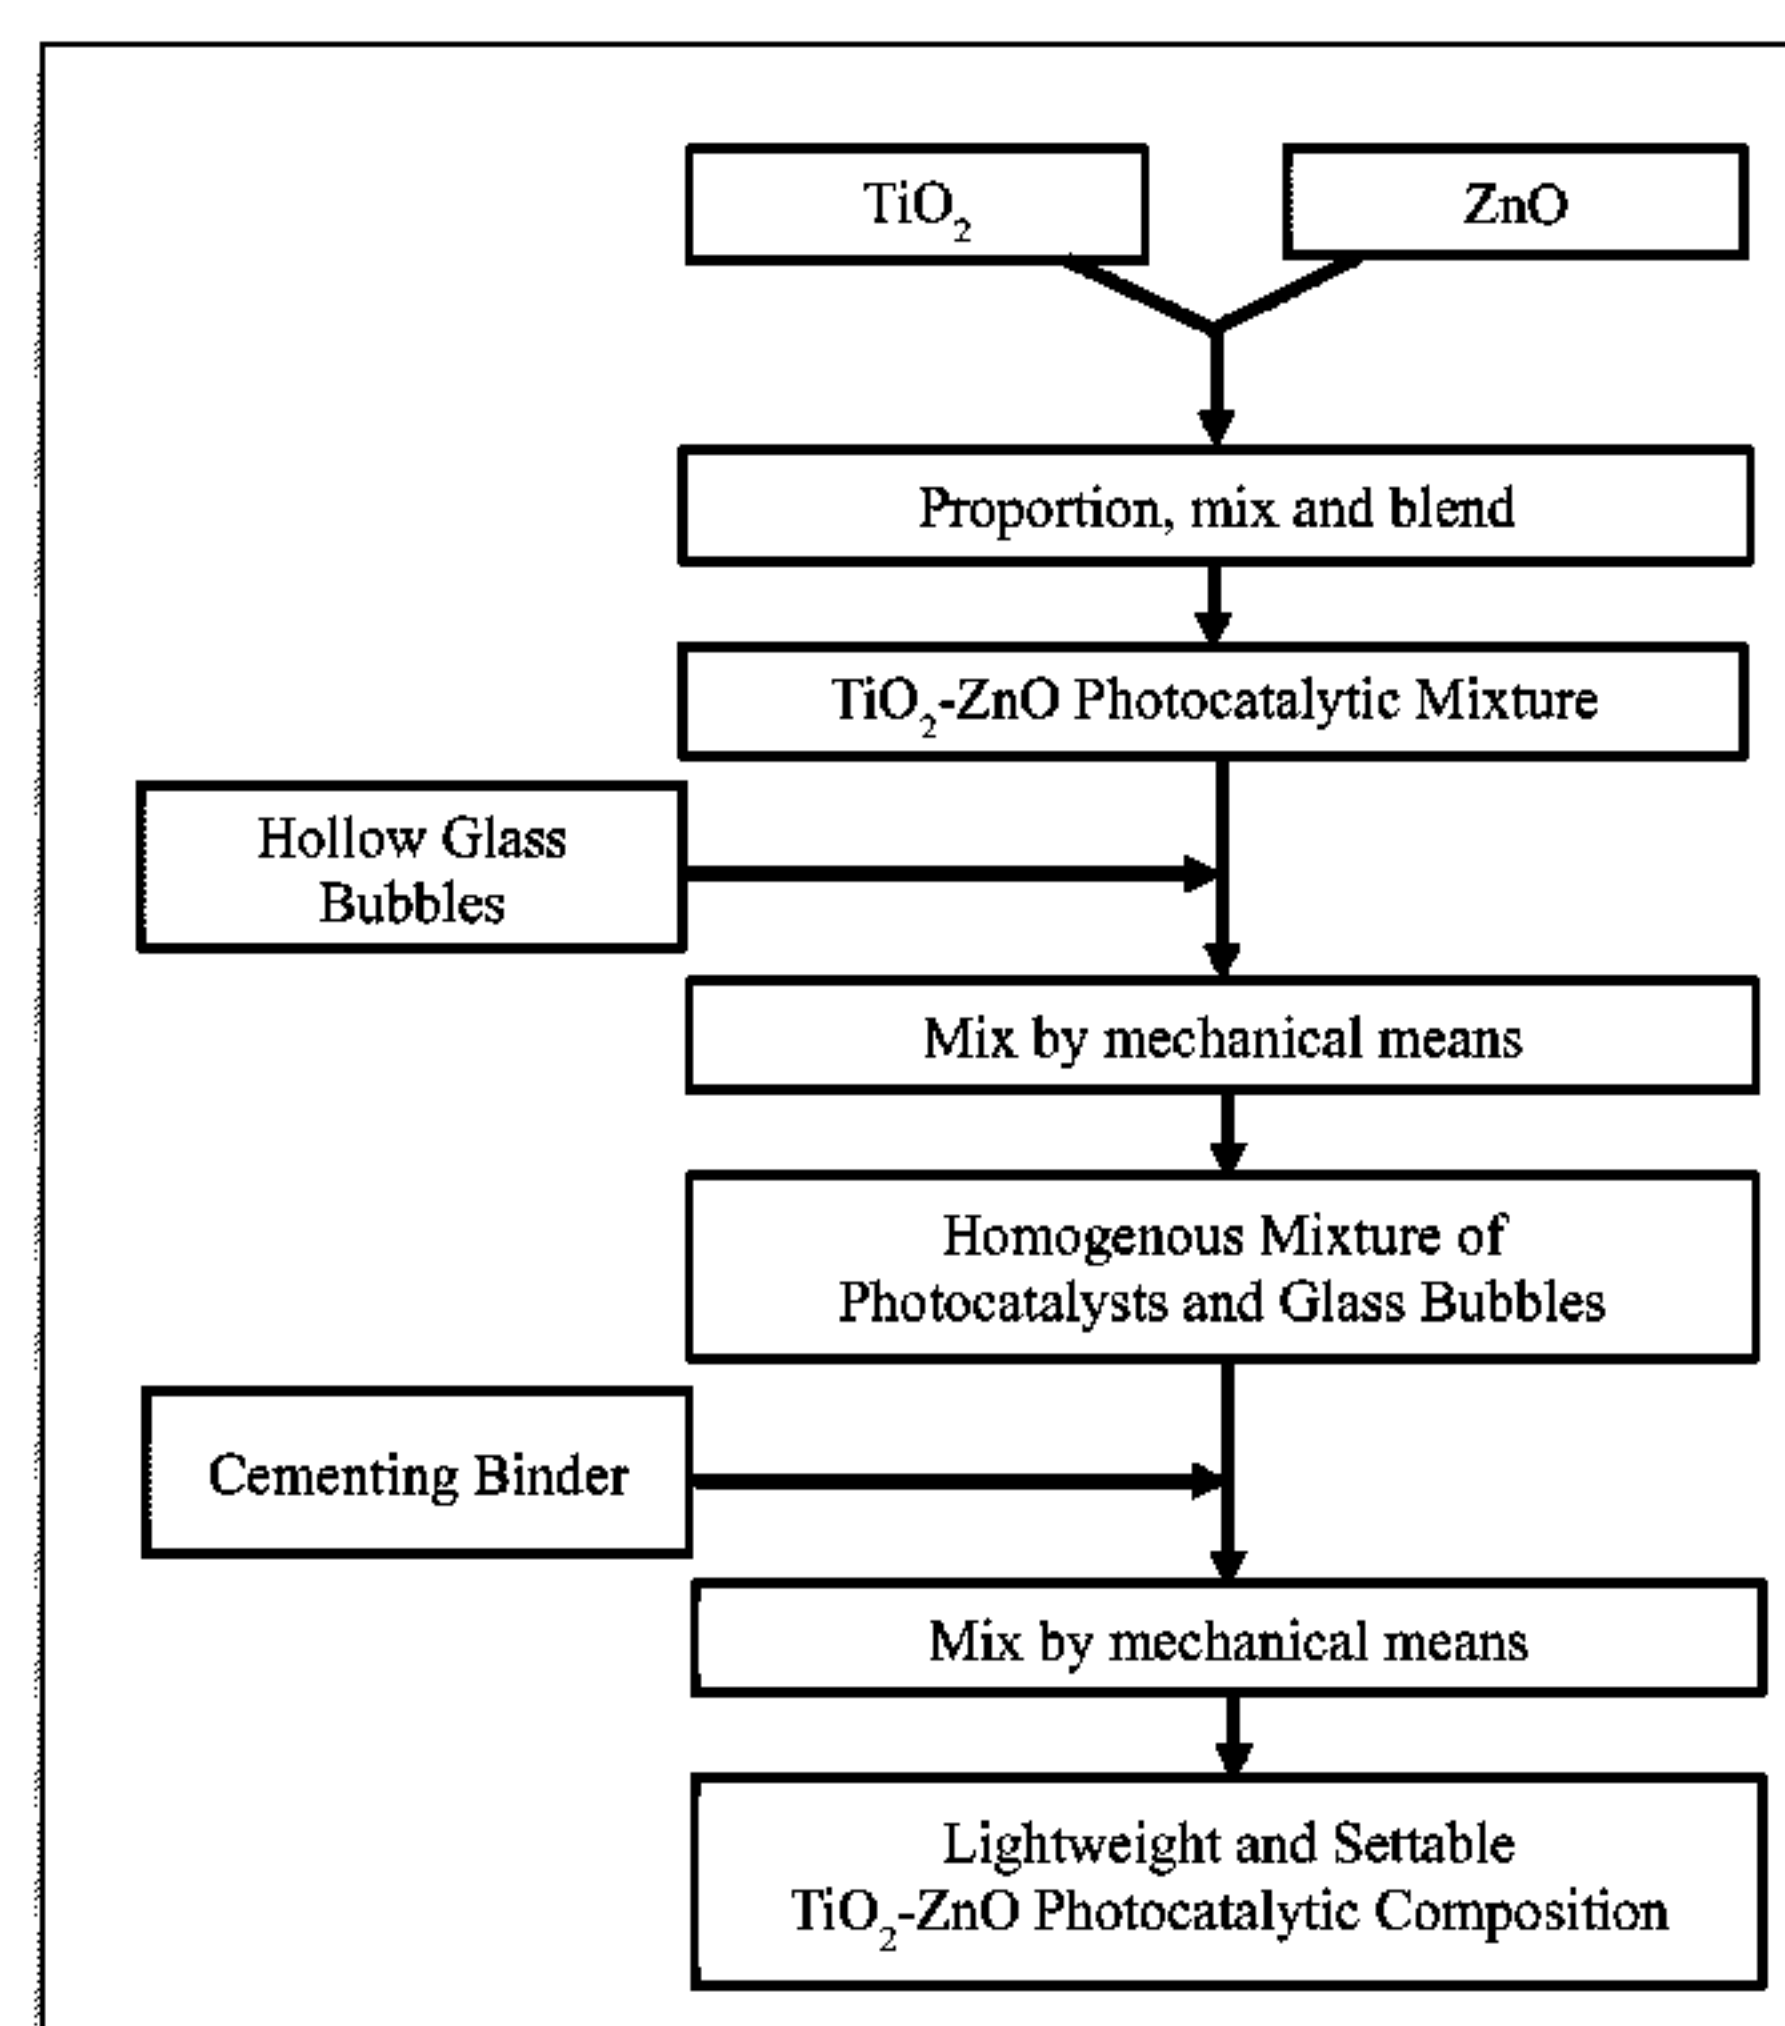 TiO₂
ZnO
Proportion, mix and blend
TiO₂-ZnO Photocatalytic Mixture
Hollow Glass
Bubbles
Mix by mechanical means
Homogenous Mixture of
Photocatalysts and Glass Bubbles
Cementing Binder
Mix by mechanical means
Lightweight and Settable
TiO₂-ZnO Photocatalytic Composition